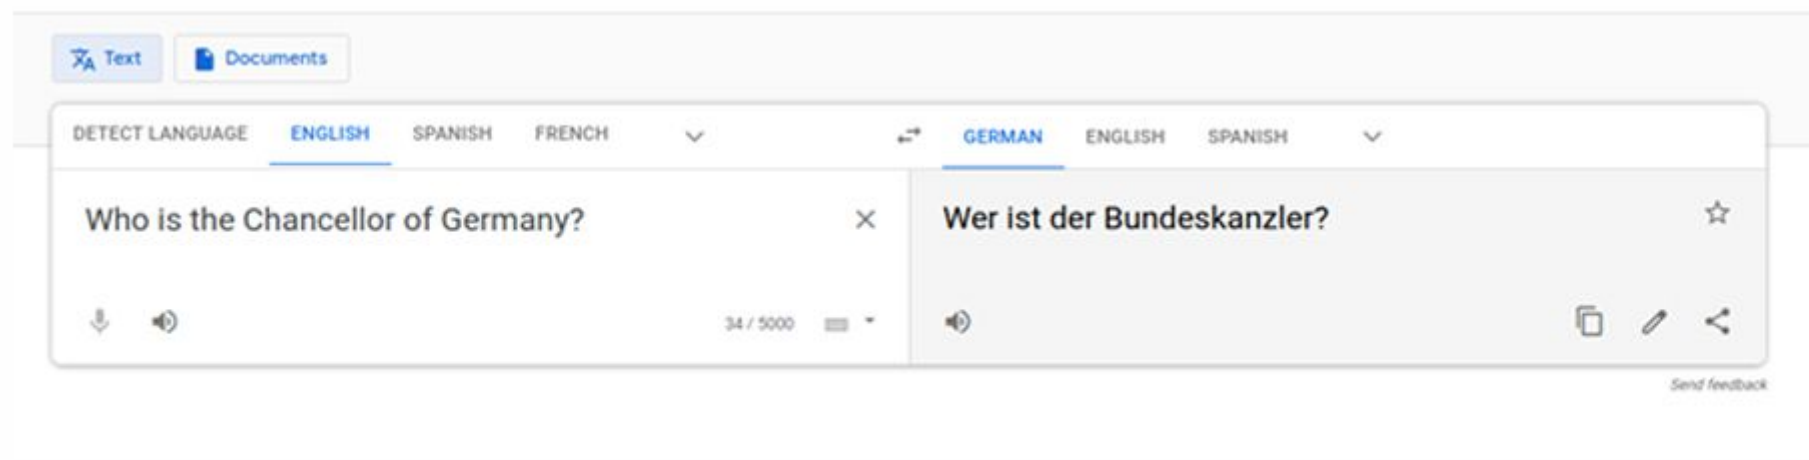 Text Documents
DETECT LANGUAGE ENGLISH SPANISH FRENCH GERMAN ENGLISH SPANISH
Who is the Chancellor of Germany?
Wer ist der Bundeskanzler?
34 / 5000
Send feedback